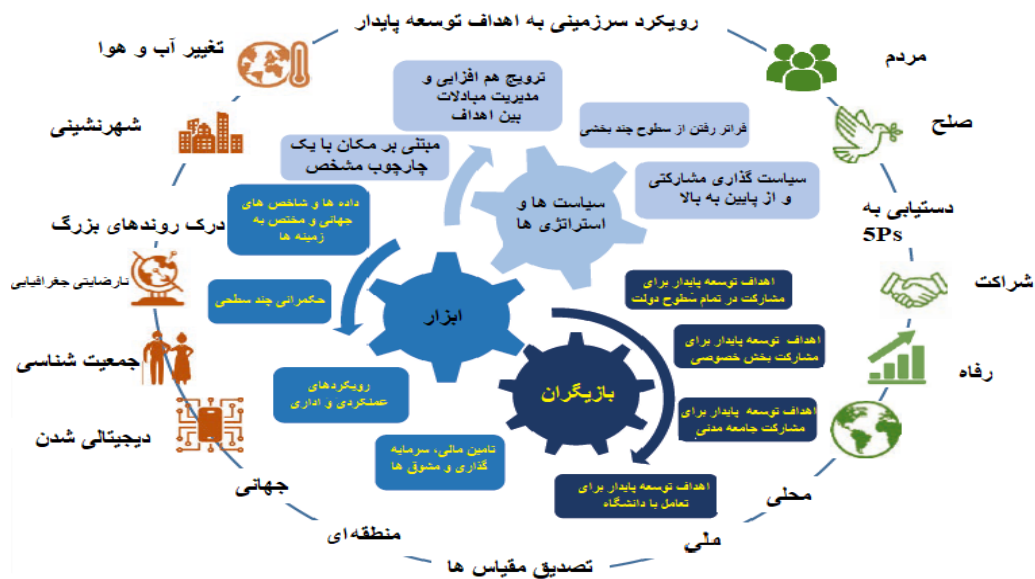 رویکرد سرزمینی به اهداف توسعه پایدار
مردم
صلح
دستیابی به
5Ps
شراکت
رفاه
تغییر آب و هوا
شهرنشینی
درک روندهای بزرگ
نارضایتی جغرافیایی
جمعیت شناسی
دیجیتالی شدن
ترویج هم افزایی و
مدیریت مبادلات
بین اهداف
فراتر رفتن از سطوح چند بخشی
مبتنی بر مکان با یک
چارچوب مشخص
سیاست گذاری مشارکتی
و از پایین به بالا
سیاست ها و
استراتژی ها
داده ها و شاخص های
جهانی و مختص به
زمینه ها
حکمرانی چند سطحی
ابزار
رویکردهای
عملکردی و اداری
تامین مالی، سرمایه
گذاری و مشوق ها
اهداف توسعه پایدار برای
مشارکت در تمام سطوح دولت
اهداف توسعه پایدار برای
مشارکت بخش خصوصی
بازیگران
اهداف توسعه پایدار برای
مشارکت جامعه مدنی
اهداف توسعه پایدار برای
تعامل با دانشگاه
محلی
ملی
تصدیق مقیاس ها
منطقه ای
جهانی